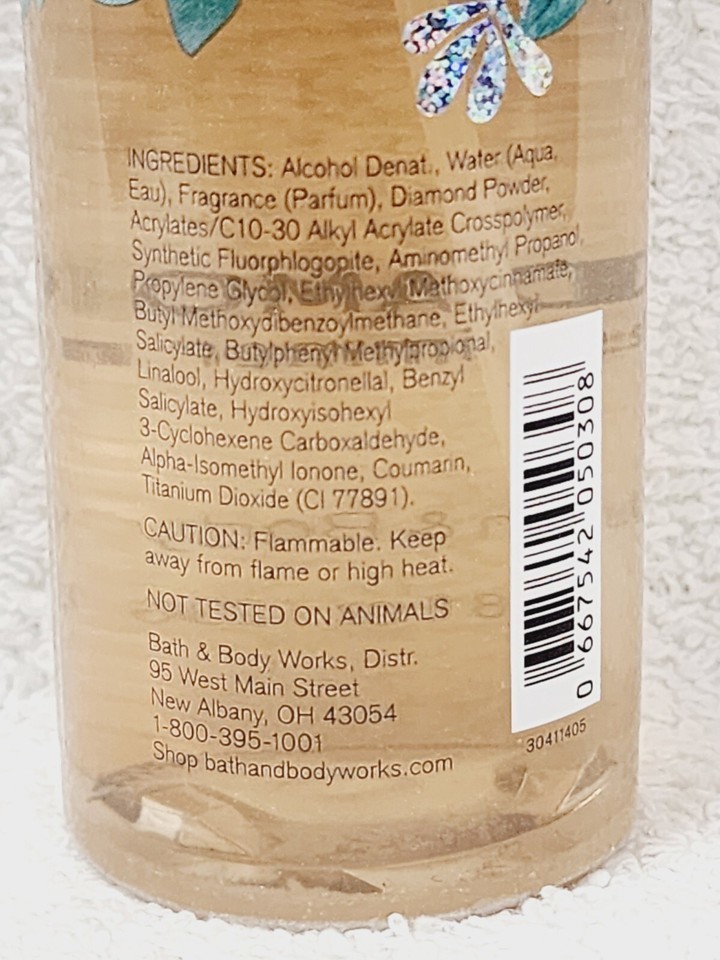 INGREDIENTS: Alcohol Denat., Water (Aqua,
Eau), Fragrance (Parfum), Diamond Powder,
Acrylates/C10-30 Alkyl Acrylate Crosspolymer,
Synthetic Fluorphlogopite, Aminomethyl Propanol,
Propylene Glycol, Ethylhexyl Methoxycinnamate,
Butyl Methoxydibenzoylmethane, Ethylhexyl
Salicylate, Butylphenyl Methylpropional,
Linalool, Hydroxycitronellal, Benzyl
Salicylate, Hydroxyisohexyl
3-Cyclohexene Carboxaldehyde,
Alpha-Isomethyl Ionone, Coumarin,
Titanium Dioxide (CI 77891).
CAUTION: Flammable. Keep
away from flame or high heat.
NOT TESTED ON ANIMALS
Bath & Body Works, Distr.
95 West Main Street
New Albany, OH 43054
1-800-395-1001
Shop bathandbodyworks.com
0 667542 050308
30411405